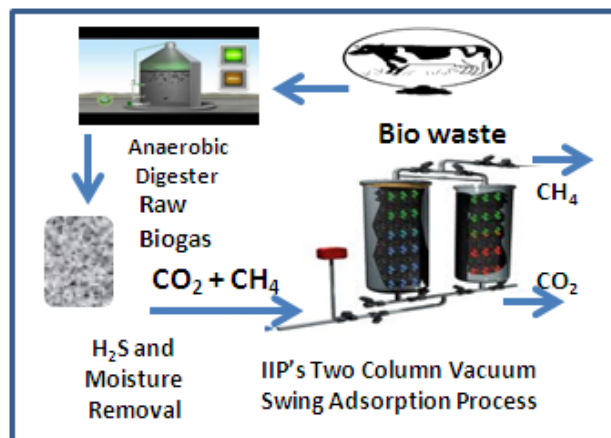 Bio waste
Anaerobic
Digester
Raw
Biogas
CH₄
CO₂ + CH₄
CO₂
H₂S and
Moisture
Removal
IIP's Two Column Vacuum
Swing Adsorption Process